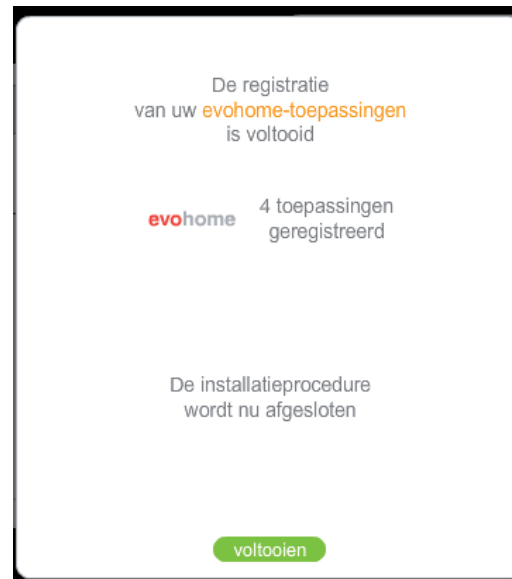 De registratie
van uw evohome-toepassingen
is voltooid
evohome
4 toepassingen
geregistreerd
De installatieprocedure
wordt nu afgesloten
voltooien